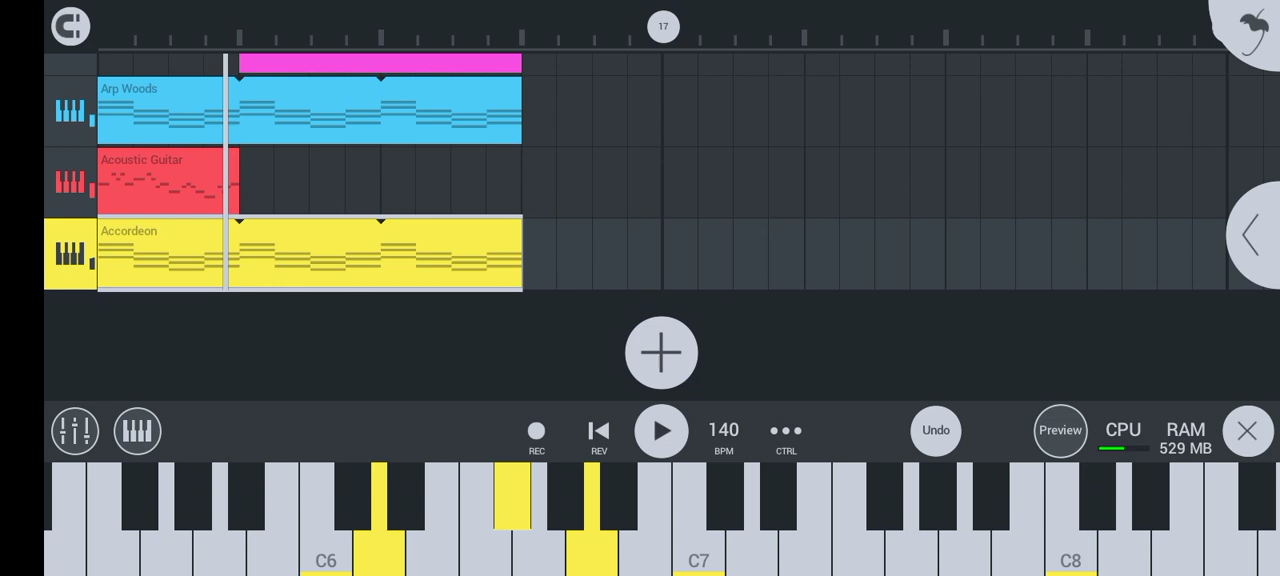 17
Arp Woods
Acoustic Guitar
Accordeon
REC
REV
140
BPM
CTRL
Undo
Preview
CPU
RAM
529 MB
C6
C7
C8